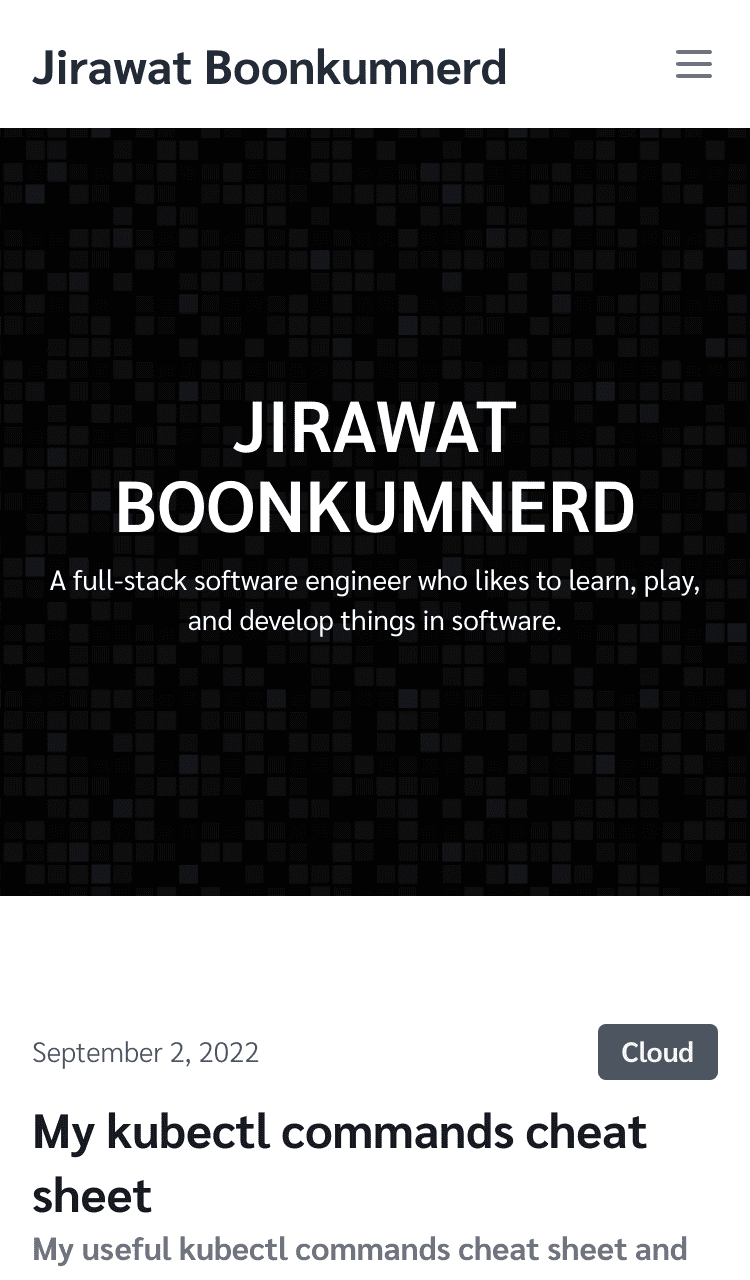 Jirawat Boonkumnerd
JIRAWAT
BOONKUMNERD
A full-stack software engineer who likes to learn, play,
and develop things in software.
September 2, 2022
Cloud
My kubectl commands cheat
sheet
My useful kubectl commands cheat sheet and